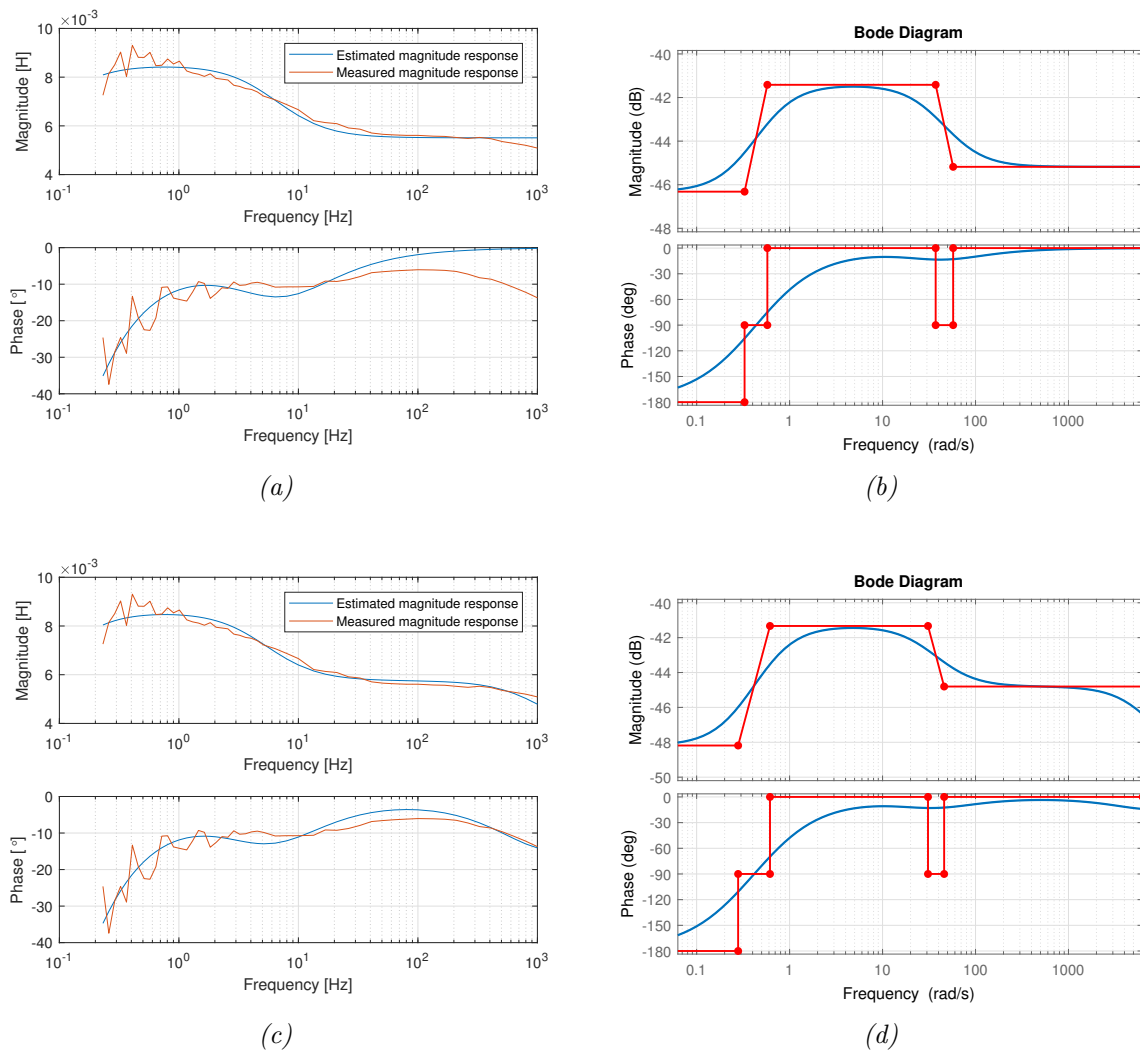 ×10⁻³
10
8
6
4
Magnitude [H]
Estimated magnitude response
Measured magnitude response
10⁻¹ 10⁰ 10¹ 10² 10³
Frequency [Hz]
0
-10
-20
-30
-40
Phase [°]
10⁻¹ 10⁰ 10¹ 10² 10³
Frequency [Hz]
(a)
Bode Diagram
-40
-42
-44
-46
-48
Magnitude (dB)
0
-30
-60
-90
-120
-150
-180
Phase (deg)
0.1 1 10 100 1000
Frequency (rad/s)
(b)
×10⁻³
10
8
6
4
Magnitude [H]
Estimated magnitude response
Measured magnitude response
10⁻¹ 10⁰ 10¹ 10² 10³
Frequency [Hz]
0
-10
-20
-30
-40
Phase [°]
10⁻¹ 10⁰ 10¹ 10² 10³
Frequency [Hz]
(c)
Bode Diagram
-40
-42
-44
-46
-48
-50
Magnitude (dB)
0
-30
-60
-90
-120
-150
-180
Phase (deg)
0.1 1 10 100 1000
Frequency (rad/s)
(d)